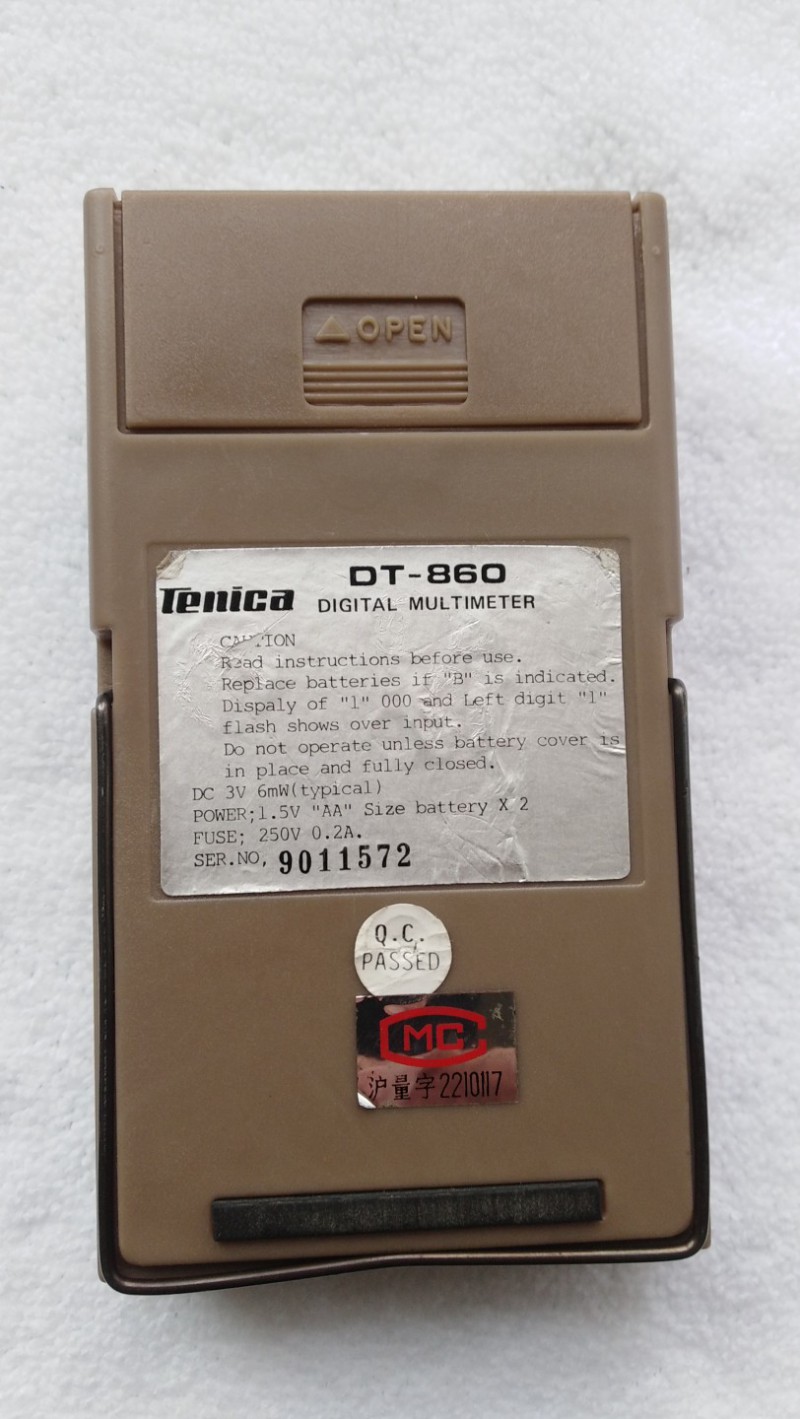 ▲OPEN
DT-860
Tenica DIGITAL MULTIMETER
CAUTION
Read instructions before use.
Replace batteries if "B" is indicated.
Dispaly of "1" 000 and Left digit "1"
flash shows over input.
Do not operate unless battery cover is
in place and fully closed.
DC 3V 6mW(typical)
POWER;1.5V "AA" Size battery X 2
FUSE; 250V 0.2A.
SER.NO, 9011572
Q.C.
PASSED
MC
沪量字2210117